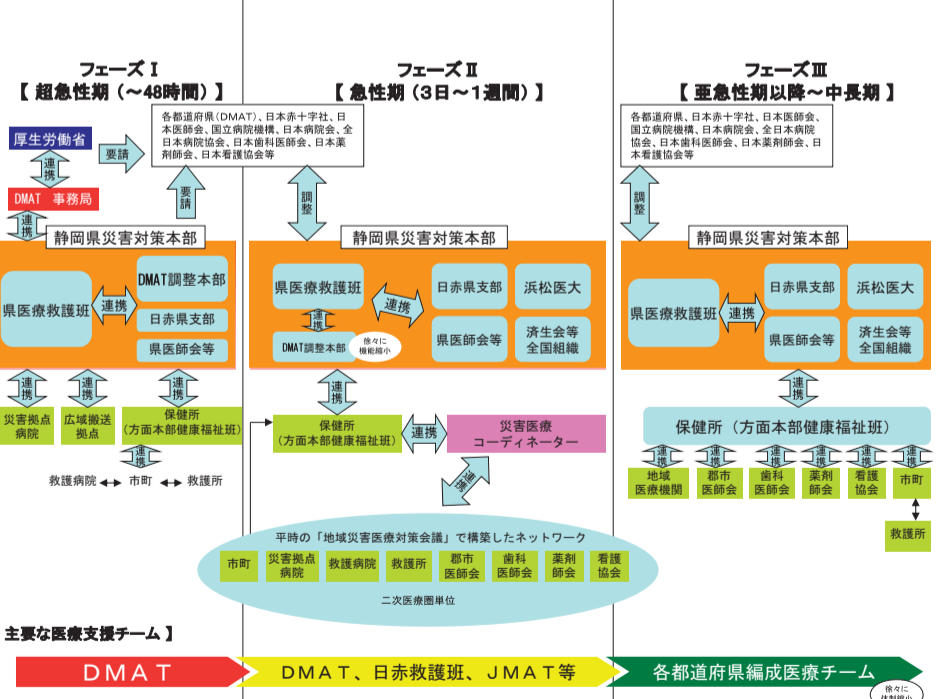 フェーズⅠ
【 超急性期（～48時間）】
厚生労働省
連携
要請
各都道府県（DMAT）、日本赤十字社、日
本医師会、国立病院機構、日本病院会、全
日本病院協会、日本歯科医師会、日本薬
剤師会、日本看護協会等
DMAT 事務局
連携
要請
静岡県災害対策本部
県医療救護班
連携
DMAT調整本部
日赤県支部
県医師会等
連携
連携
連携
災害拠点
病院
広域搬送
拠点
保健所
（方面本部健康福祉班）
連携
救護病院
市町
救護所
フェーズⅡ
【 急性期（3日～1週間）】
調整
静岡県災害対策本部
県医療救護班
連携
DMAT調整本部
徐々に
機能縮小
連携
日赤県支部
浜松医大
県医師会等
済生会等
全国組織
連携
保健所
（方面本部健康福祉班）
連携
災害医療
コーディネーター
連携
平時の「地域災害医療対策会議」で構築したネットワーク
市町
災害拠点
病院
救護病院
救護所
郡市
医師会
歯科
医師会
薬剤
師会
看護
協会
二次医療圏単位
フェーズⅢ
【 亜急性期以降～中長期 】
各都道府県、日本赤十字社、日本医師会、
国立病院機構、日本病院会、全日本病院
協会、日本歯科医師会、日本薬剤師会、日
本看護協会等
調整
静岡県災害対策本部
県医療救護班
連携
日赤県支部
浜松医大
県医師会等
済生会等
全国組織
連携
保健所（方面本部健康福祉班）
連携
連携
連携
連携
連携
連携
地域
医療機関
郡市
医師会
歯科
医師会
薬剤
師会
看護
協会
市町
救護所
主要な医療支援チーム 】
DMAT
DMAT、日赤救護班、JMAT等
各都道府県編成医療チーム
徐々に
体制縮小